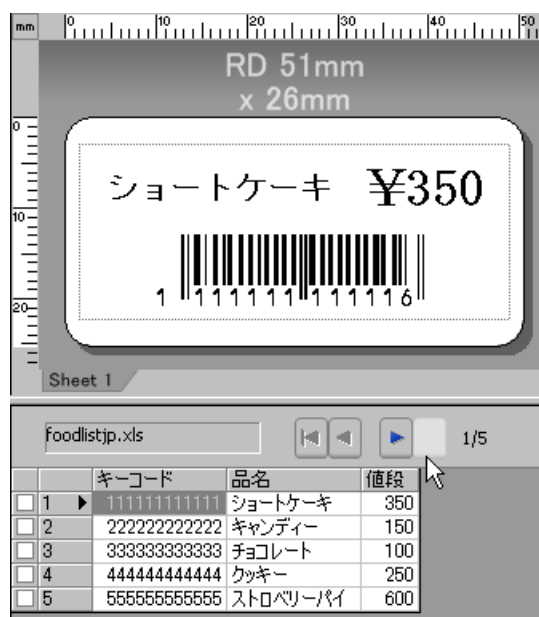 mm 0 10 20 30 40 50
RD 51mm
x 26mm
0
10
20
ショートケーキ ¥350
1 111111 111116
Sheet 1
foodlistjp.xls 1/5
キーコード 品名 値段
1 111111111111 ショートケーキ 350
2 222222222222 キャンディー 150
3 333333333333 チョコレート 100
4 444444444444 クッキー 250
5 555555555555 ストロベリーパイ 600